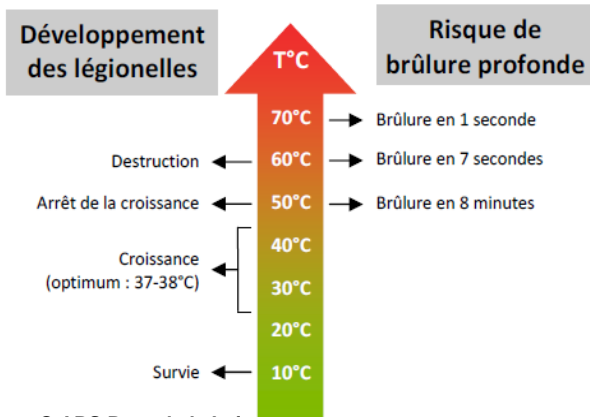 Développement
des légionelles
T°C
Risque de
brûlure profonde
70°C
Brûlure en 1 seconde
Destruction
60°C
Brûlure en 7 secondes
Arrêt de la croissance
50°C
Brûlure en 8 minutes
40°C
Croissance
(optimum : 37-38°C)
30°C
20°C
Survie
10°C